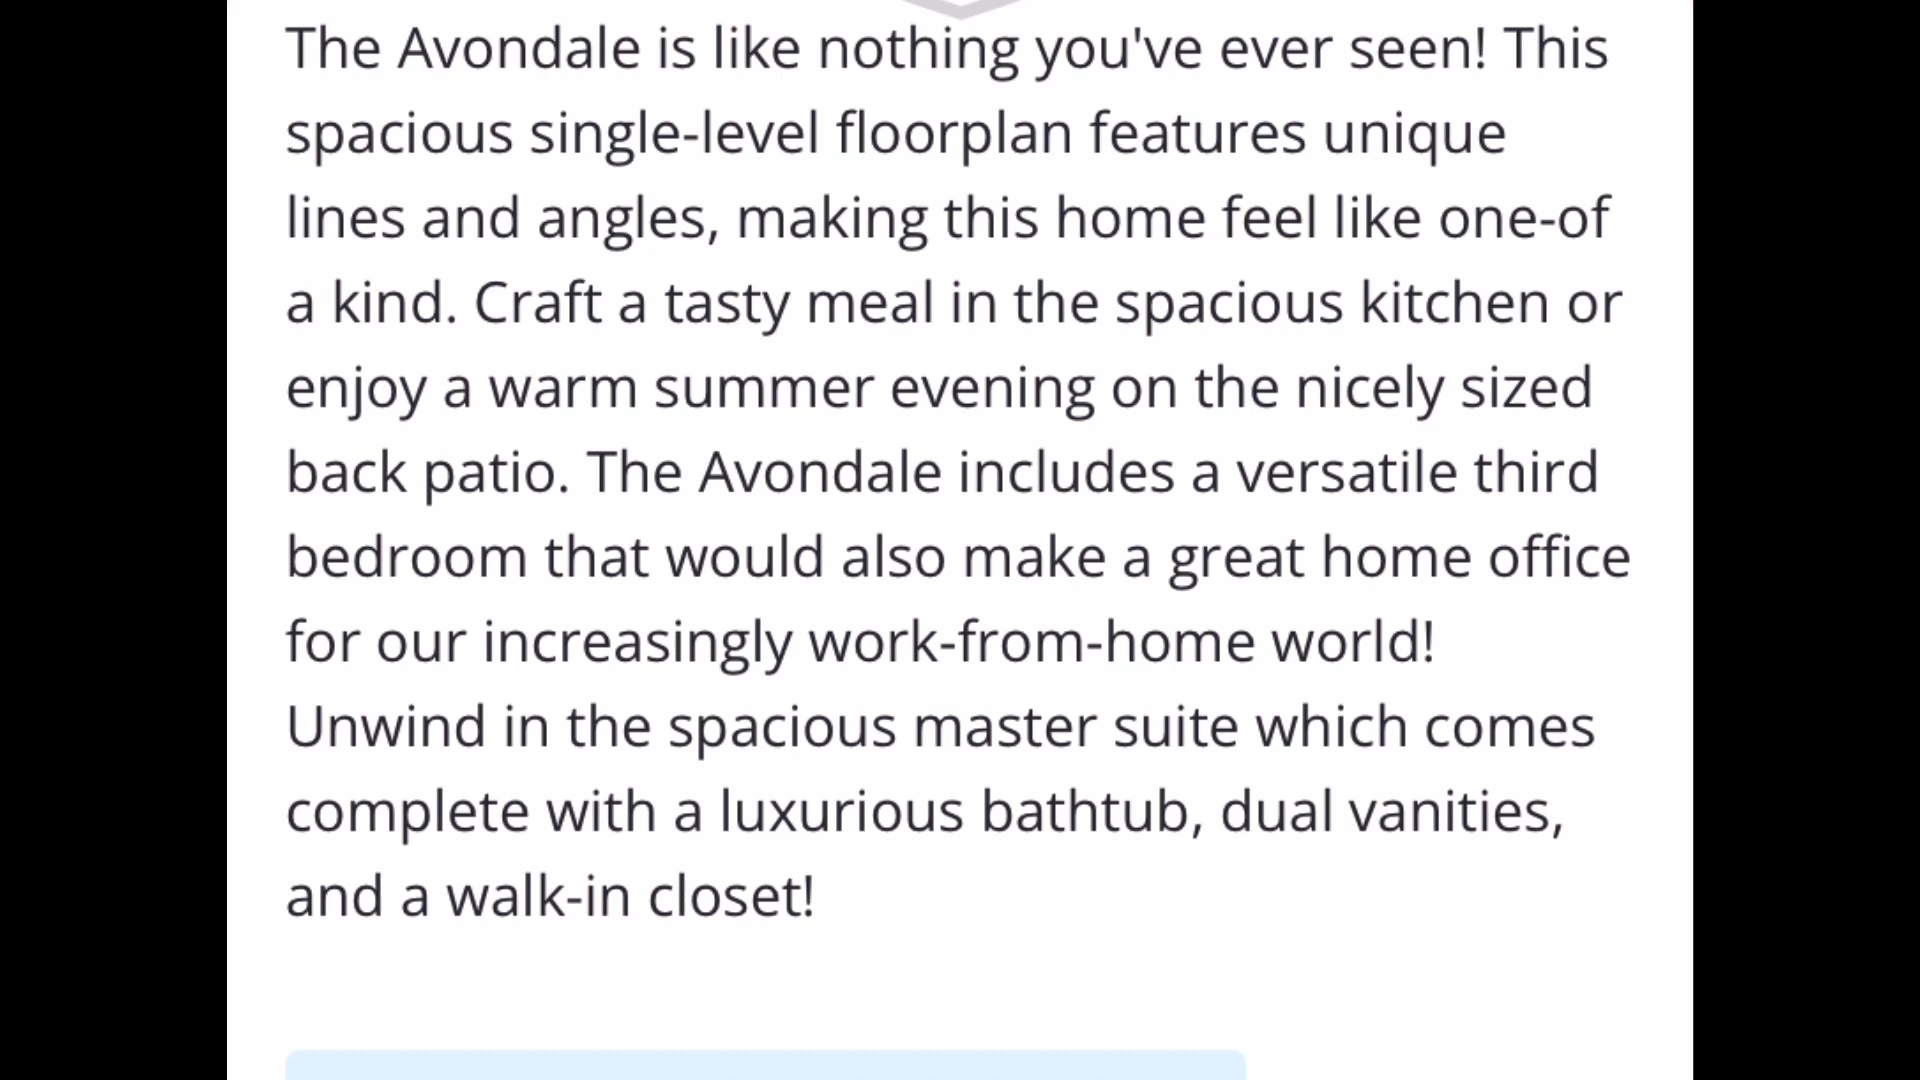 The Avondale is like nothing you've ever seen! This
spacious single-level floorplan features unique
lines and angles, making this home feel like one-of
a kind. Craft a tasty meal in the spacious kitchen or
enjoy a warm summer evening on the nicely sized
back patio. The Avondale includes a versatile third
bedroom that would also make a great home office
for our increasingly work-from-home world!
Unwind in the spacious master suite which comes
complete with a luxurious bathtub, dual vanities,
and a walk-in closet!